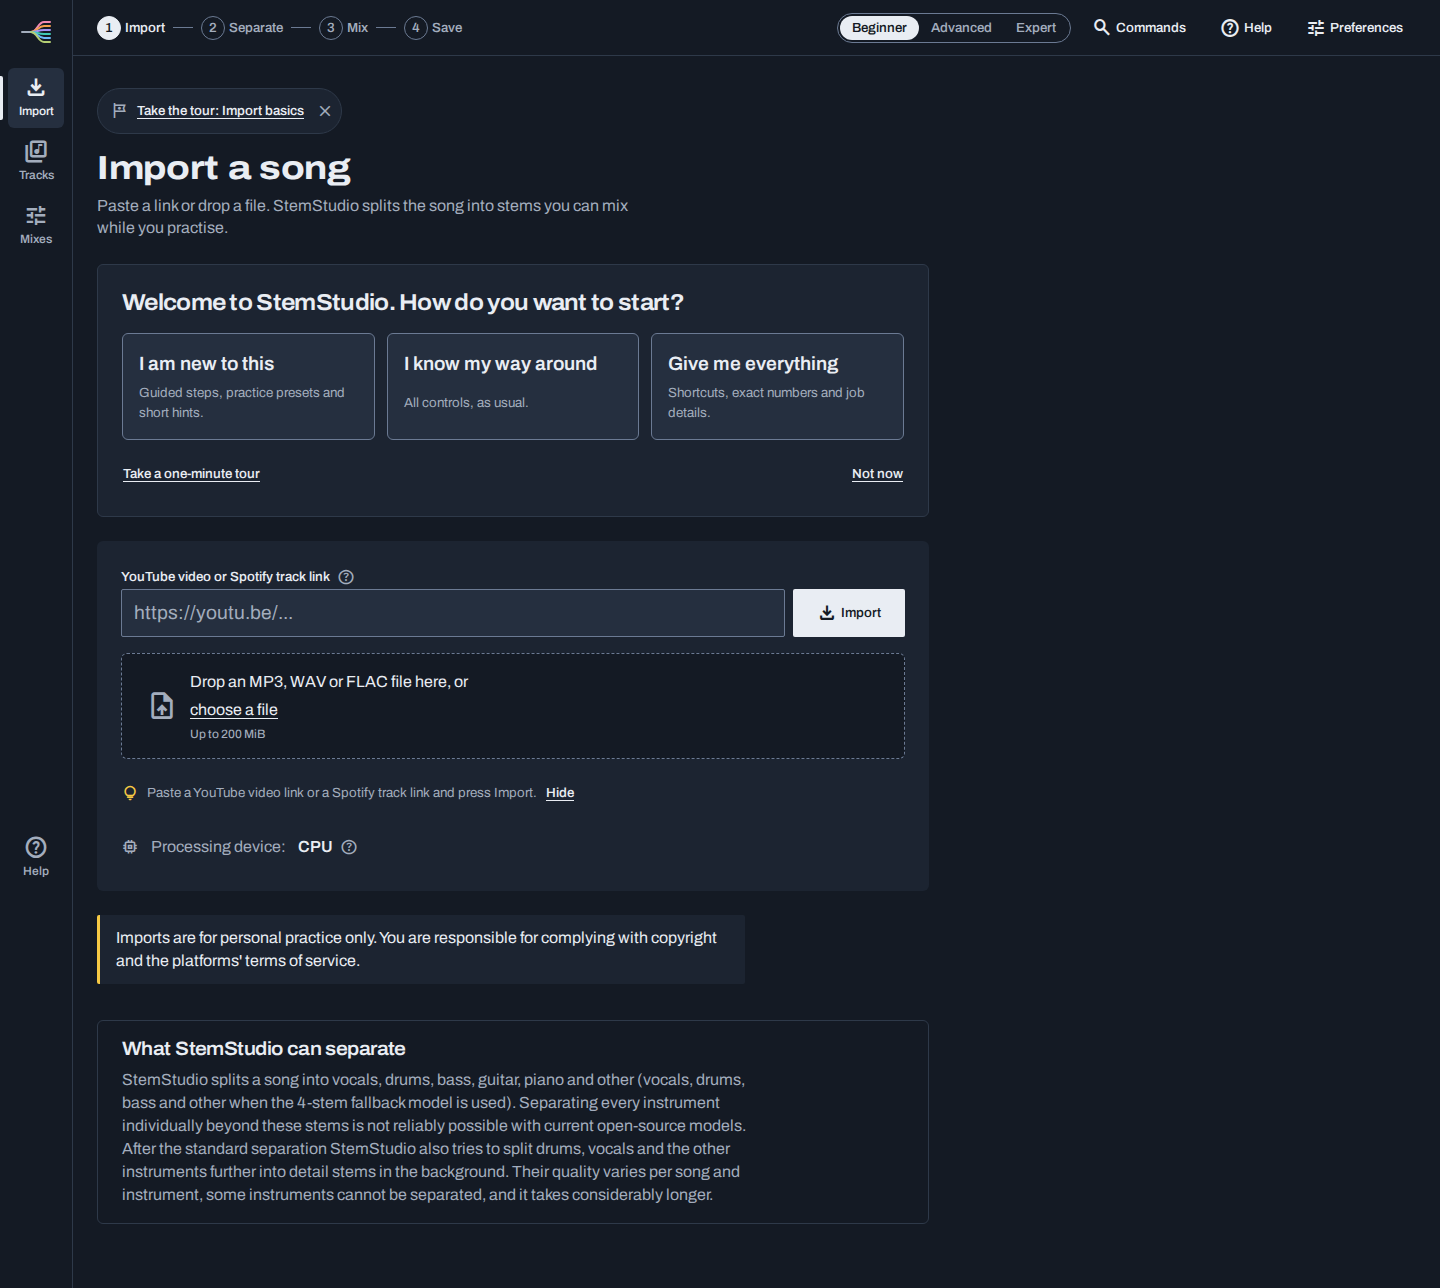 1 Import
2 Separate
3 Mix
4 Save
Beginner
Advanced
Expert
Commands
Help
Preferences
Import
Tracks
Mixes
Help
Take the tour: Import basics
Import a song
Paste a link or drop a file. StemStudio splits the song into stems you can mix
while you practise.
Welcome to StemStudio. How do you want to start?
I am new to this
Guided steps, practice presets and
short hints.
I know my way around
All controls, as usual.
Give me everything
Shortcuts, exact numbers and job
details.
Take a one-minute tour
Not now
YouTube video or Spotify track link
https://youtu.be/...
Import
Drop an MP3, WAV or FLAC file here, or
choose a file
Up to 200 MiB
Paste a YouTube video link or a Spotify track link and press Import. Hide
Processing device: CPU
Imports are for personal practice only. You are responsible for complying with copyright
and the platforms' terms of service.
What StemStudio can separate
StemStudio splits a song into vocals, drums, bass, guitar, piano and other (vocals, drums,
bass and other when the 4-stem fallback model is used). Separating every instrument
individually beyond these stems is not reliably possible with current open-source models.
After the standard separation StemStudio also tries to split drums, vocals and the other
instruments further into detail stems in the background. Their quality varies per song and
instrument, some instruments cannot be separated, and it takes considerably longer.